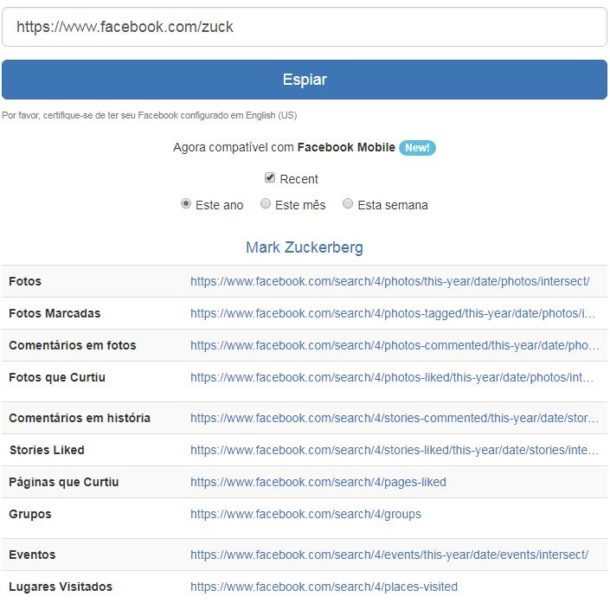 https://www.facebook.com/zuck
Espiar
Por favor, certifique-se de ter seu Facebook configurado em English (US)
Agora compatível com Facebook Mobile New!
Recent
Este ano Este mês Esta semana
Mark Zuckerberg
Fotos https://www.facebook.com/search/4/photos/this-year/date/photos/intersect/
Fotos Marcadas https://www.facebook.com/search/4/photos-tagged/this-year/date/photos/i...
Comentários em fotos https://www.facebook.com/search/4/photos-commented/this-year/date/pho...
Fotos que Curtiu https://www.facebook.com/search/4/photos-liked/this-year/date/photos/int...
Comentários em história https://www.facebook.com/search/4/stories-commented/this-year/date/stor...
Stories Liked https://www.facebook.com/search/4/stories-liked/this-year/date/stories/inte...
Páginas que Curtiu https://www.facebook.com/search/4/pages-liked
Grupos https://www.facebook.com/search/4/groups
Eventos https://www.facebook.com/search/4/events/this-year/date/events/intersect/
Lugares Visitados https://www.facebook.com/search/4/places-visited